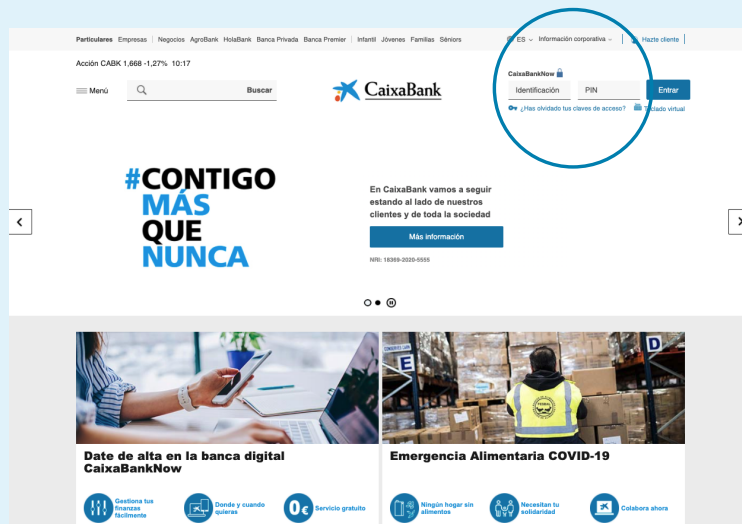 Particulares Empresas | Negocios AgroBank HolaBank Banca Privada Banca Premier | Infantil Jóvenes Familias Séniors ES Información corporativa Hazte cliente
Acción CABK 1,668 -1,27% 10:17
CaixaBankNow
Menú Buscar
CaixaBank
Identificación PIN Entrar
¿Has olvidado tus claves de acceso? Teclado virtual
#CONTIGO
MÁS
QUE
NUNCA
En CaixaBank vamos a seguir
estando al lado de nuestros
clientes y de toda la sociedad
Más información
NRI: 18300-2020-5555
E
D
Date de alta en la banca digital
CaixaBankNow
Gestiona tus
finanzas
fácilmente
Donde y cuando
quieras
0€
Servicio gratuito
Emergencia Alimentaria COVID-19
Ningún hogar sin
alimentos
Necesitan tu
solidaridad
Colabora ahora